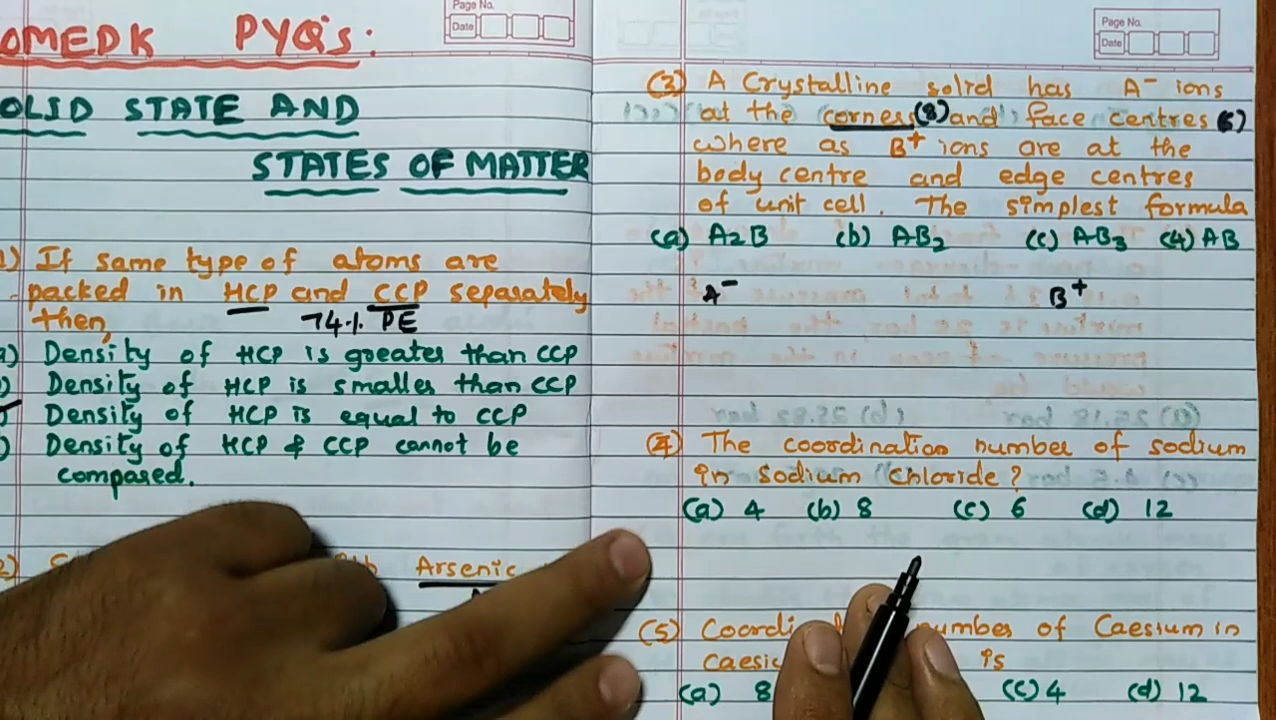 OMEDK PYQ's:
Page No.
Date
OLID STATE AND
STATES OF MATTER
1) If same type of atoms are
packed in HCP and CCP separately
then, 74% PE
a) Density of HCP is greater than CCP
) Density of HCP is smaller than CCP
) Density of HCP is equal to CCP
) Density of HCP & CCP cannot be
compared.
2)
Arsenic
Page No.
Date
(3) A Crystalline solid has A⁻ ions
at the corners (8) and face centres (6)
where as B⁺ ions are at the
body centre and edge centres
of unit cell. The simplest formula
(a) A2B (b) AB2 (c) AB3 (4) AB
A⁻ B⁺
(4) The coordination number of sodium
in Sodium Chloride?
(a) 4 (b) 8 (c) 6 (d) 12
(5) Coordi umber of Caesium in
Caesi is
(a) 8 (c) 4 (d) 12